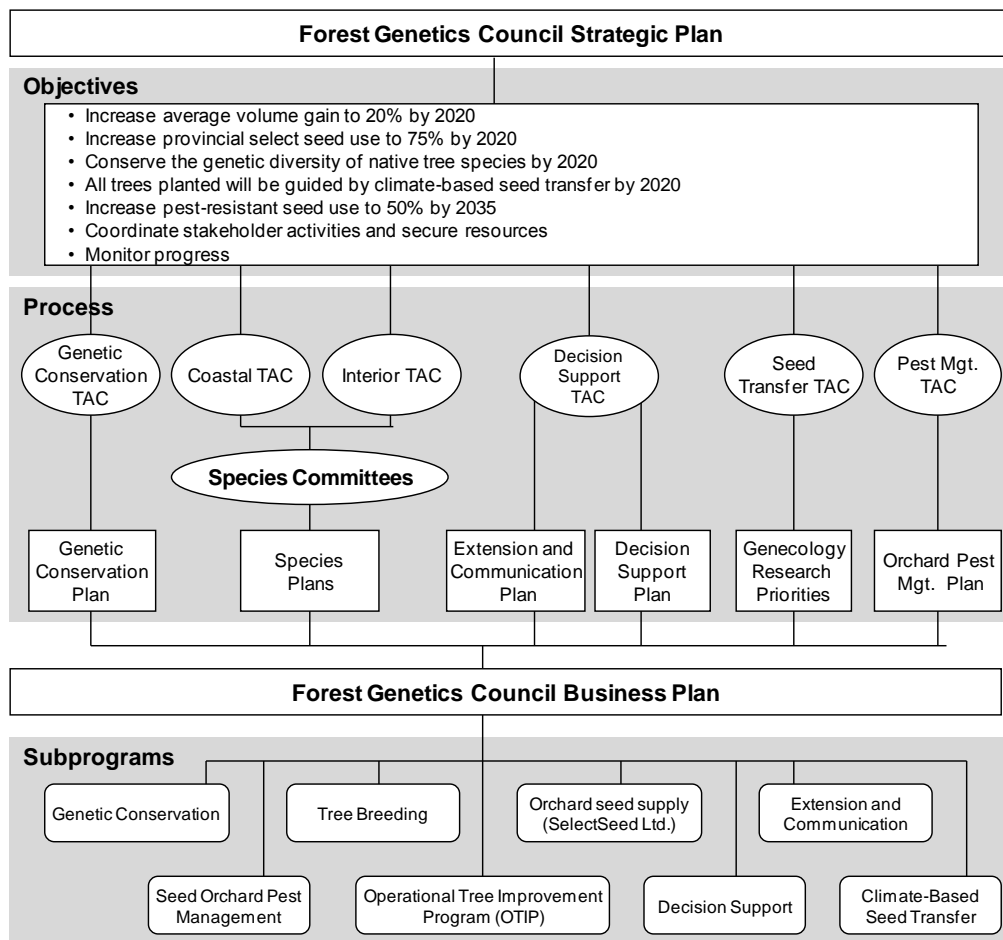 Forest Genetics Council Strategic Plan
Objectives
• Increase average volume gain to 20% by 2020
• Increase provincial select seed use to 75% by 2020
• Conserve the genetic diversity of native tree species by 2020
• All trees planted will be guided by climate-based seed transfer by 2020
• Increase pest-resistant seed use to 50% by 2035
• Coordinate stakeholder activities and secure resources
• Monitor progress
Process
Genetic
Conservation
TAC
Coastal TAC
Interior TAC
Decision
Support
TAC
Seed
Transfer TAC
Pest Mgt.
TAC
Species Committees
Genetic
Conservation
Plan
Species
Plans
Extension and
Communication
Plan
Decision
Support
Plan
Genecology
Research
Priorities
Orchard Pest
Mgt. Plan
Forest Genetics Council Business Plan
Subprograms
Genetic Conservation
Tree Breeding
Orchard seed supply
(SelectSeed Ltd.)
Extension and
Communication
Seed Orchard Pest
Management
Operational Tree Improvement
Program (OTIP)
Decision Support
Climate-Based
Seed Transfer